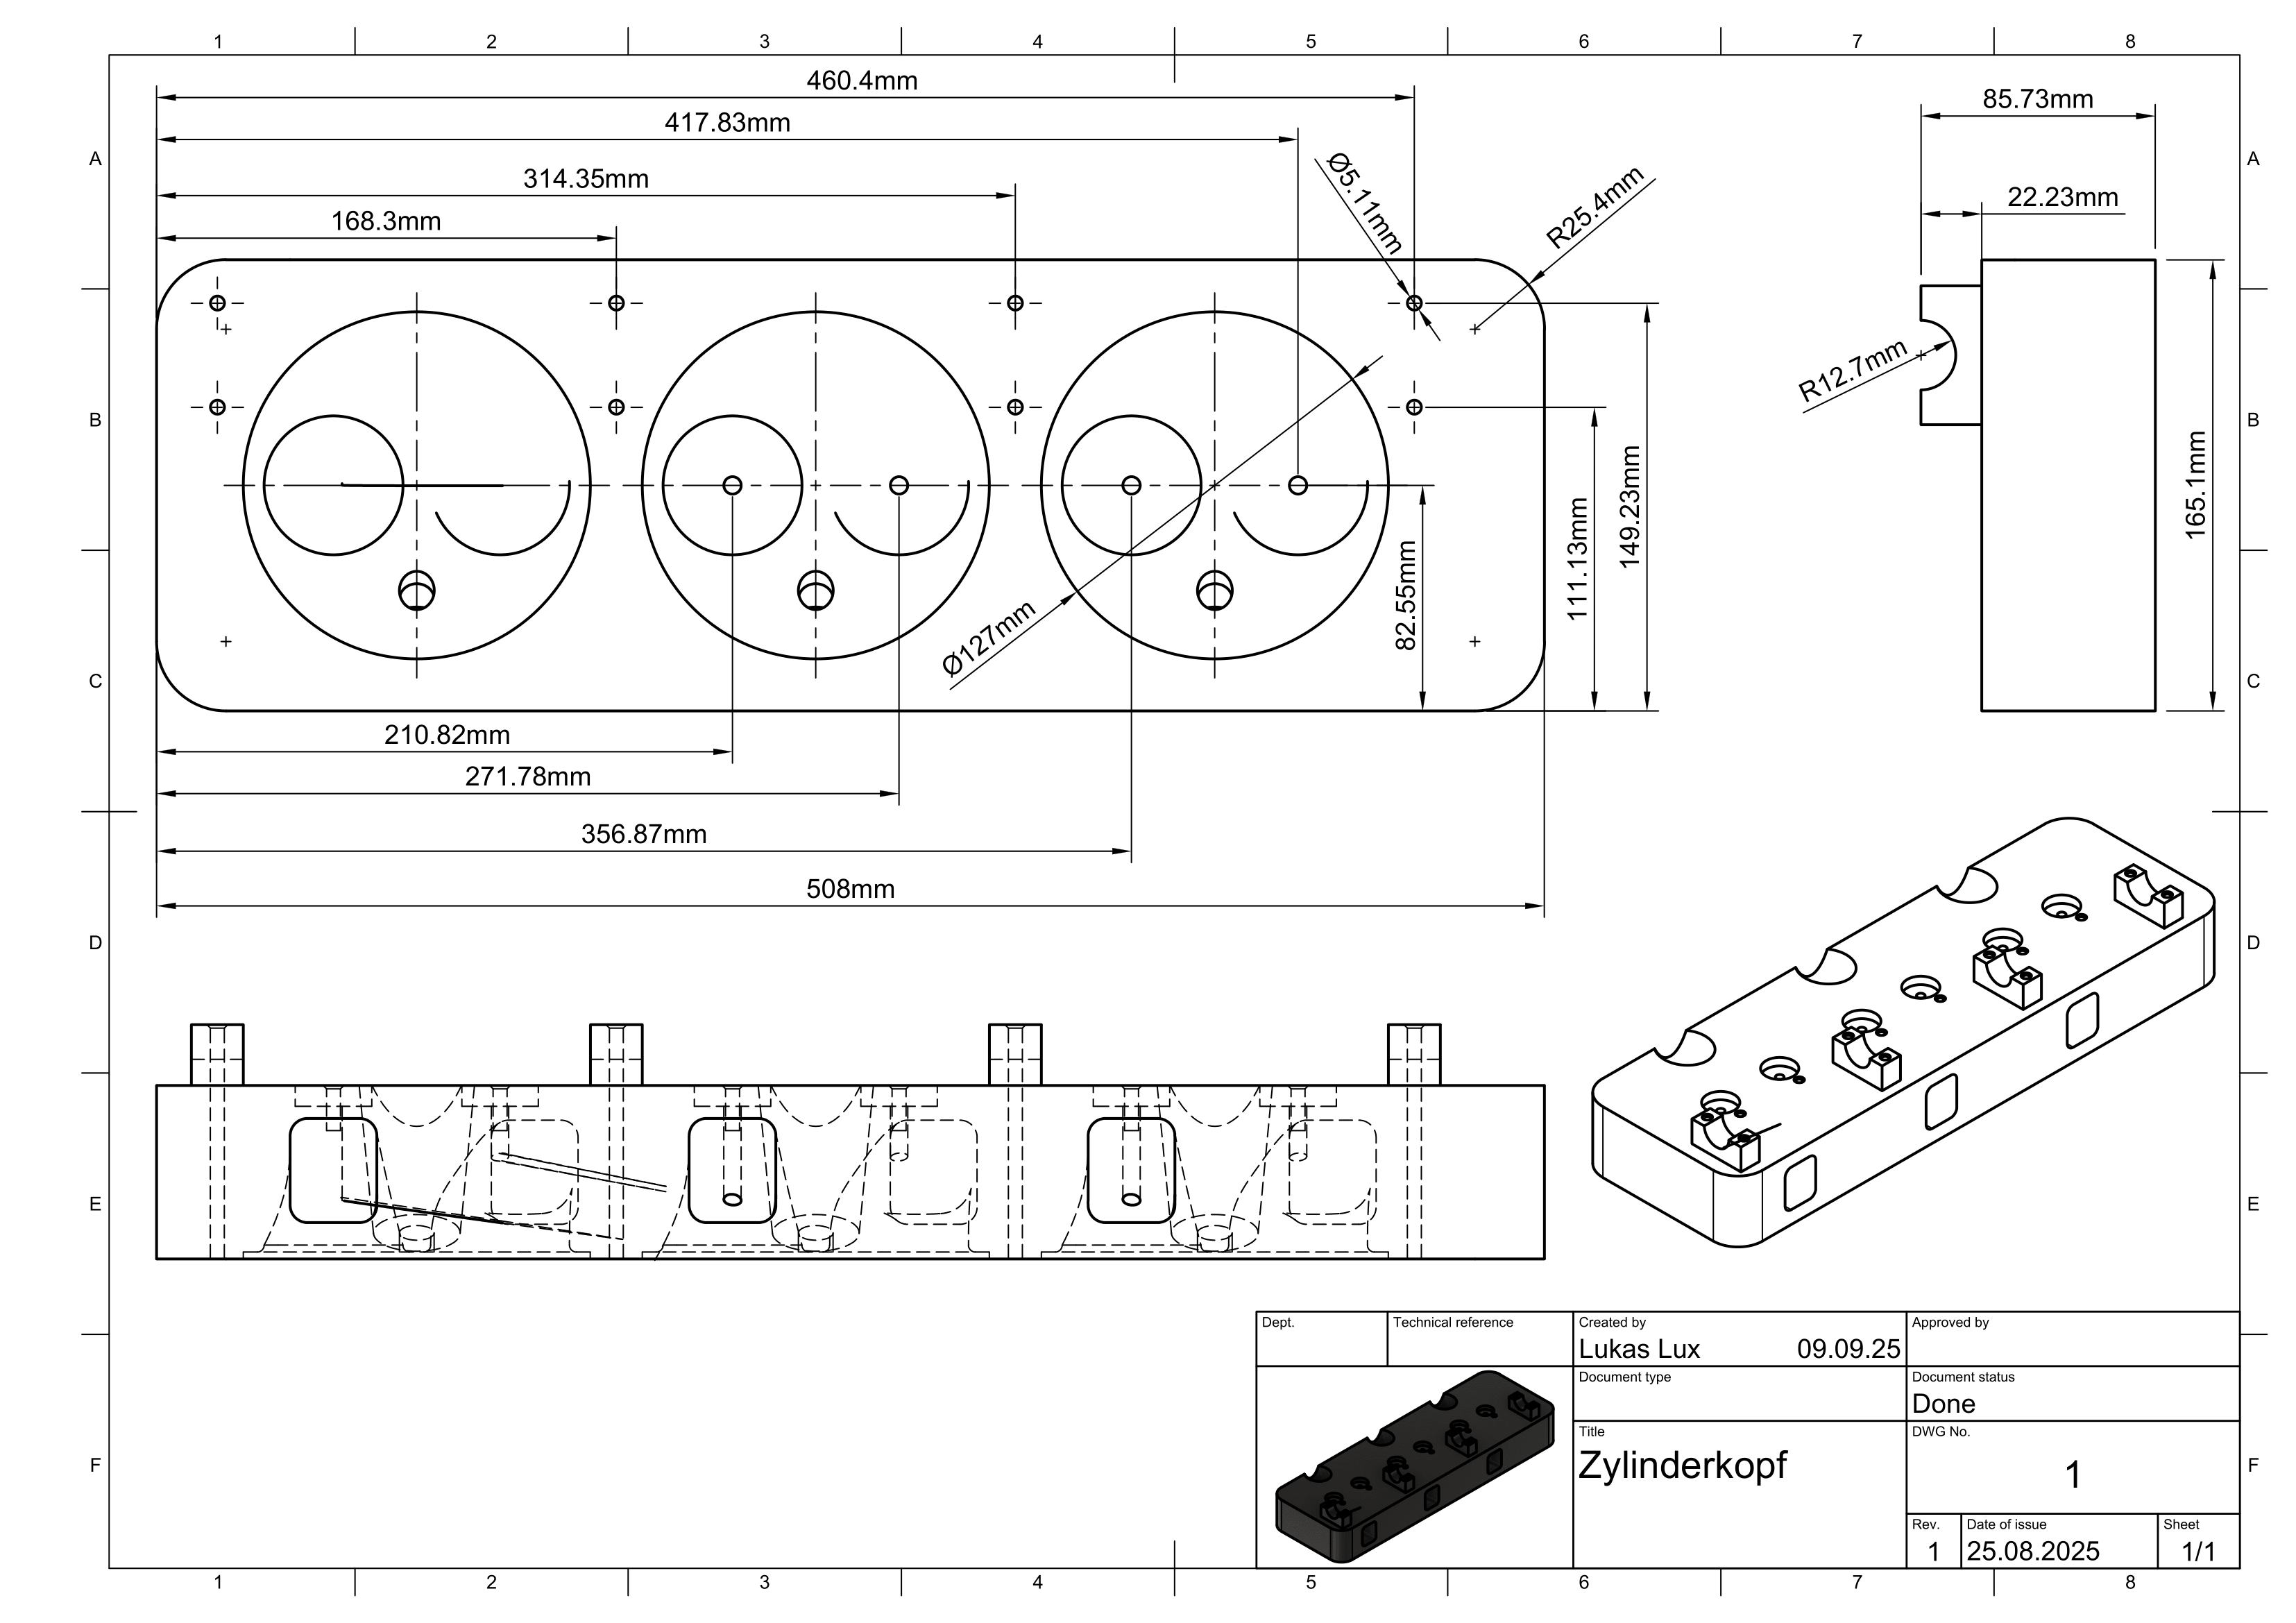 1 2 3 4 5 6 7 8
460.4mm
85.73mm
417.83mm
A A
314.35mm
Ø5.11mm
R25.4mm
22.23mm
168.3mm
R12.7mm
B B
149.23mm
165.1mm
111.13mm
82.55mm
Ø127mm
C C
210.82mm
271.78mm
356.87mm
508mm
D D
E E
Dept. Technical reference Created by Approved by
Lukas Lux 09.09.25
Document type Document status
Done
Title DWG No.
Zylinderkopf
1
F F
Rev. Date of issue Sheet
1 25.08.2025 1/1
1 2 3 4 5 6 7 8